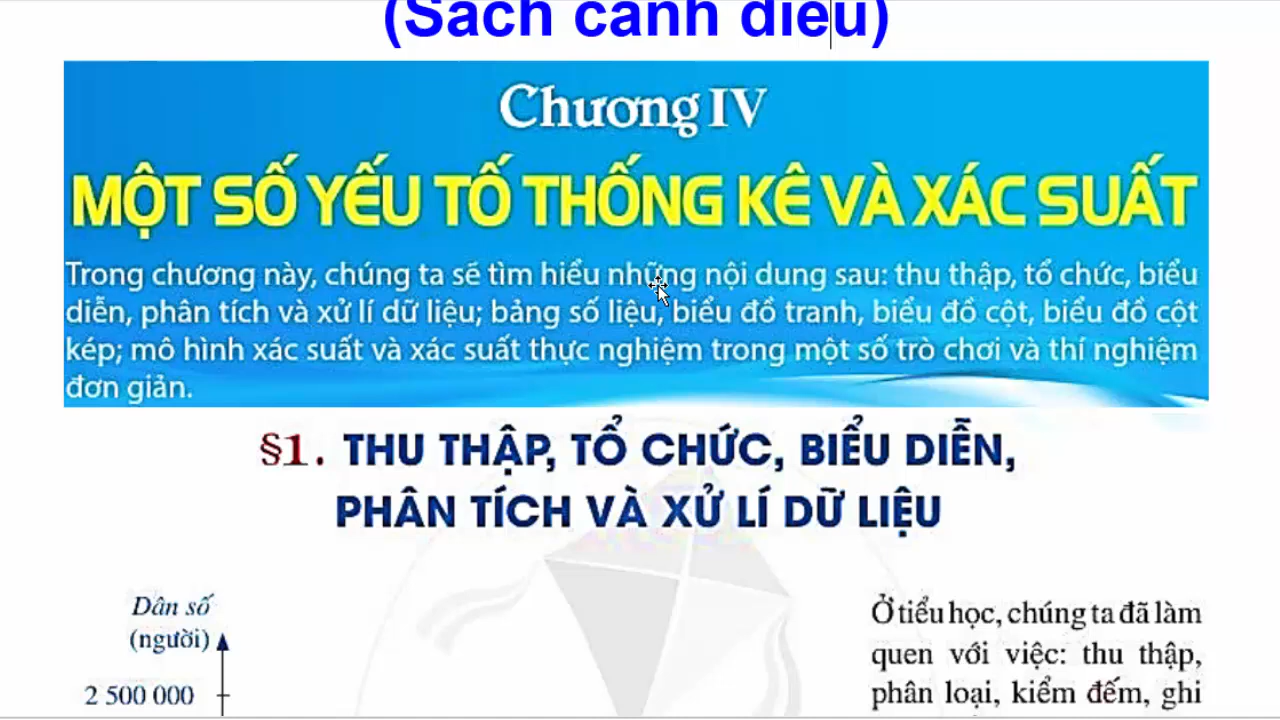 (Sách cánh diều)
Chương IV
MỘT SỐ YẾU TỐ THỐNG KÊ VÀ XÁC SUẤT
Trong chương này, chúng ta sẽ tìm hiểu những nội dung sau: thu thập, tổ chức, biểu
diễn, phân tích và xử lí dữ liệu; bảng số liệu, biểu đồ tranh, biểu đồ cột, biểu đồ cột
kép; mô hình xác suất và xác suất thực nghiệm trong một số trò chơi và thí nghiệm
đơn giản.
§1. THU THẬP, TỔ CHỨC, BIỂU DIỄN,
PHÂN TÍCH VÀ XỬ LÍ DỮ LIỆU
Dân số
(người)
2 500 000
Ở tiểu học, chúng ta đã làm
quen với việc: thu thập,
phân loại, kiểm đếm, ghi